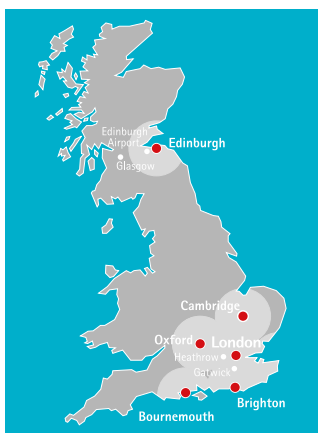 Edinburgh
Airport
Edinburgh
Glasgow
Cambridge
Oxford
London
Heathrow
Gatwick
Bournemouth
Brighton